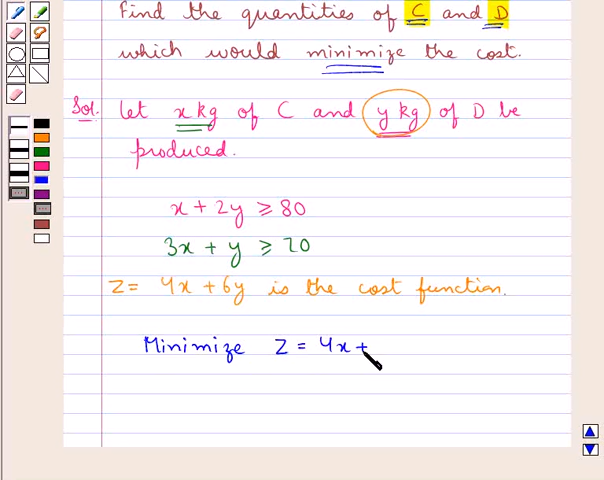 Find the quantities of C and D
which would minimize the cost.
Sol. Let x kg of C and y kg of D be
produced.
x + 2y ≥ 80
3x + y ≥ 70
Z = 4x + 6y is the cost function.
Minimize Z = 4x +